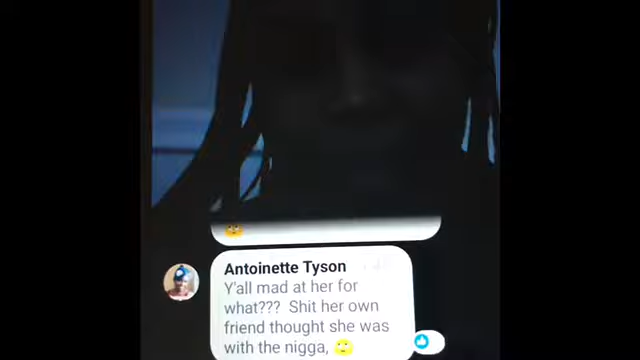 Antoinette Tyson
Y'all mad at her for
what??? Shit her own
friend thought she was
with the nigga, 🙄